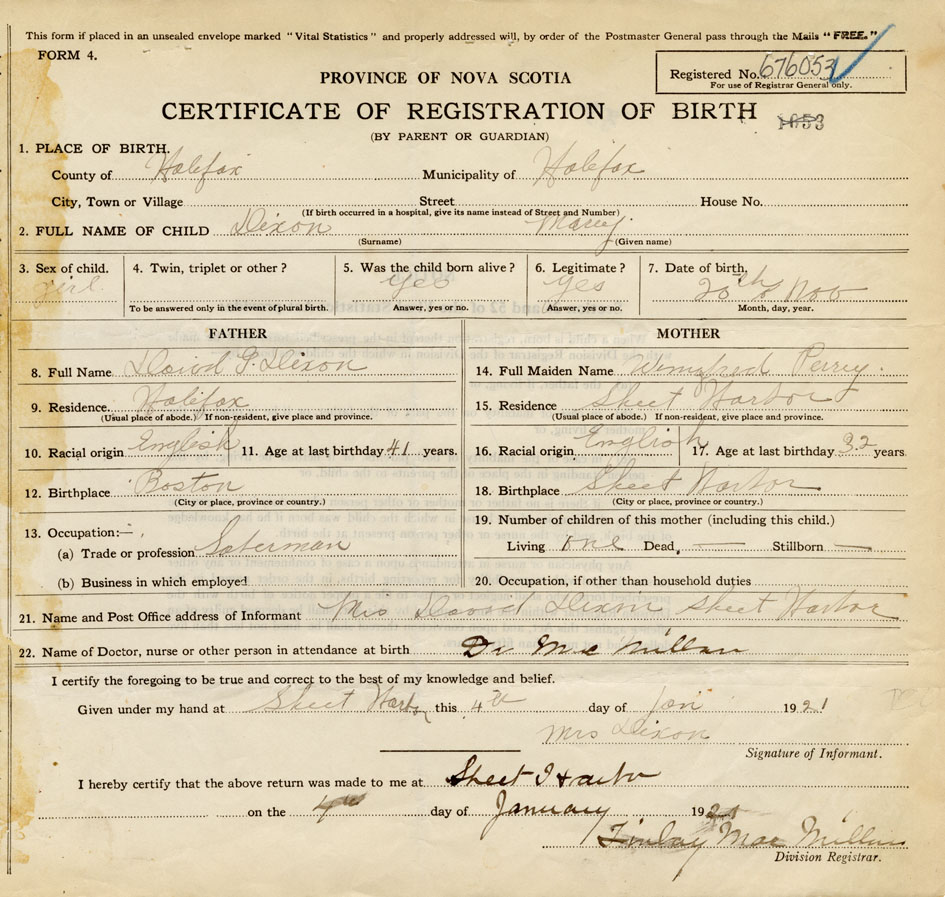 This form if placed in an unsealed envelope marked "Vital Statistics" and properly addressed will, by order of the Postmaster General pass through the Mails "FREE."
FORM 4.
PROVINCE OF NOVA SCOTIA
Registered No. 676053
For use of Registrar General only.
CERTIFICATE OF REGISTRATION OF BIRTH
(BY PARENT OR GUARDIAN)
1. PLACE OF BIRTH.
County of Halifax Municipality of Halifax
City, Town or Village Street House No.
(If birth occurred in a hospital, give its name instead of Street and Number)
2. FULL NAME OF CHILD Dixon Marey
(Surname) (Given name)
3. Sex of child. 4. Twin, triplet or other? 5. Was the child born alive? 6. Legitimate? 7. Date of birth.
girl yes yes 20th Nov
To be answered only in the event of plural birth. Answer, yes or no. Answer, yes or no. Month, day, year.
FATHER MOTHER
8. Full Name David P. Dixon 14. Full Maiden Name Perrey
9. Residence. Halifax 15. Residence Sheet Harbor
(Usual place of abode.) If non-resident, give place and province. (Usual place of abode.) If non-resident, give place and province.
10. Racial origin English 11. Age at last birthday 41 years. 16. Racial origin English 17. Age at last birthday 32 years
12. Birthplace Boston 18. Birthplace Sheet Harbor
(City or place, province or country.) (City or place, province or country.)
13. Occupation:— 19. Number of children of this mother (including this child.)
(a) Trade or profession Living one Dead, — Stillborn —
(b) Business in which employed 20. Occupation, if other than household duties
21. Name and Post Office address of Informant Mrs David Dixon Sheet Harbor
22. Name of Doctor, nurse or other person in attendance at birth Dr MacMillan
I certify the foregoing to be true and correct to the best of my knowledge and belief.
Given under my hand at Sheet Harbor this 4th day of Jan 1921
Mrs Dixon
Signature of Informant.
I hereby certify that the above return was made to me at Sheet Harbor
on the 4th day of January 1921
Finlay MacMillan
Division Registrar.